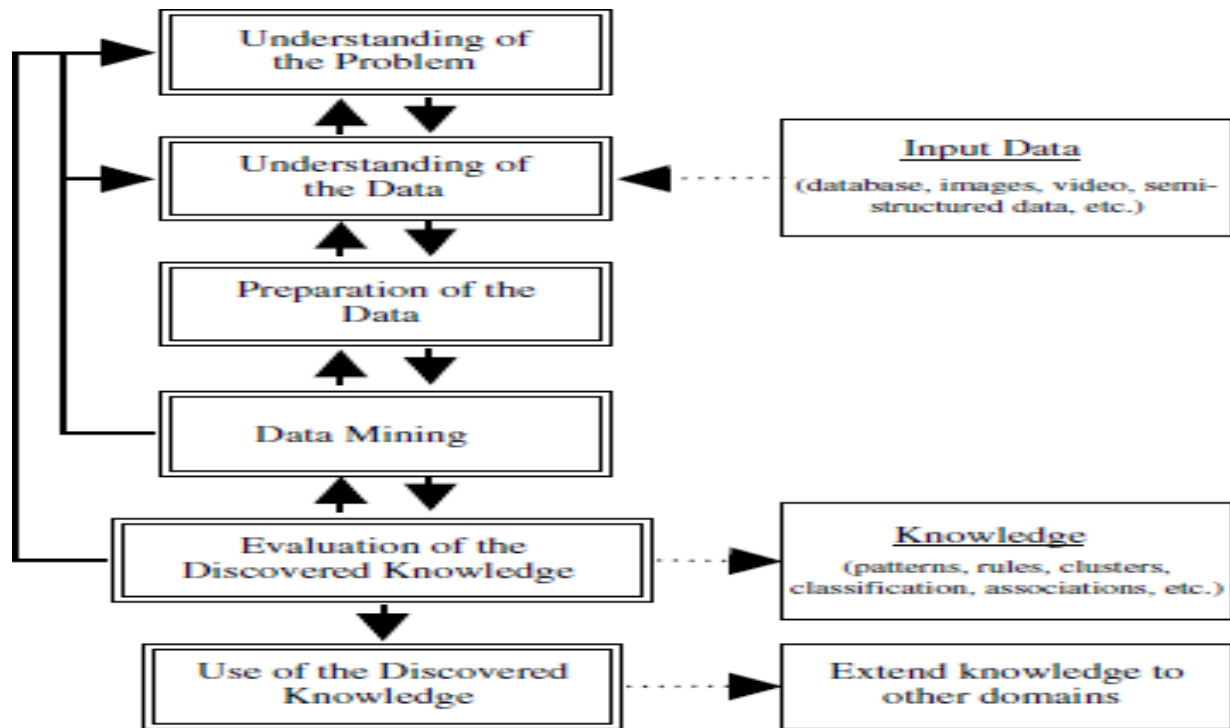 Understanding of
the Problem
Understanding of
the Data
Input Data
(database, images, video, semi-
structured data, etc.)
Preparation of the
Data
Data Mining
Evaluation of the
Discovered Knowledge
Knowledge
(patterns, rules, clusters,
classification, associations, etc.)
Use of the Discovered
Knowledge
Extend knowledge to
other domains